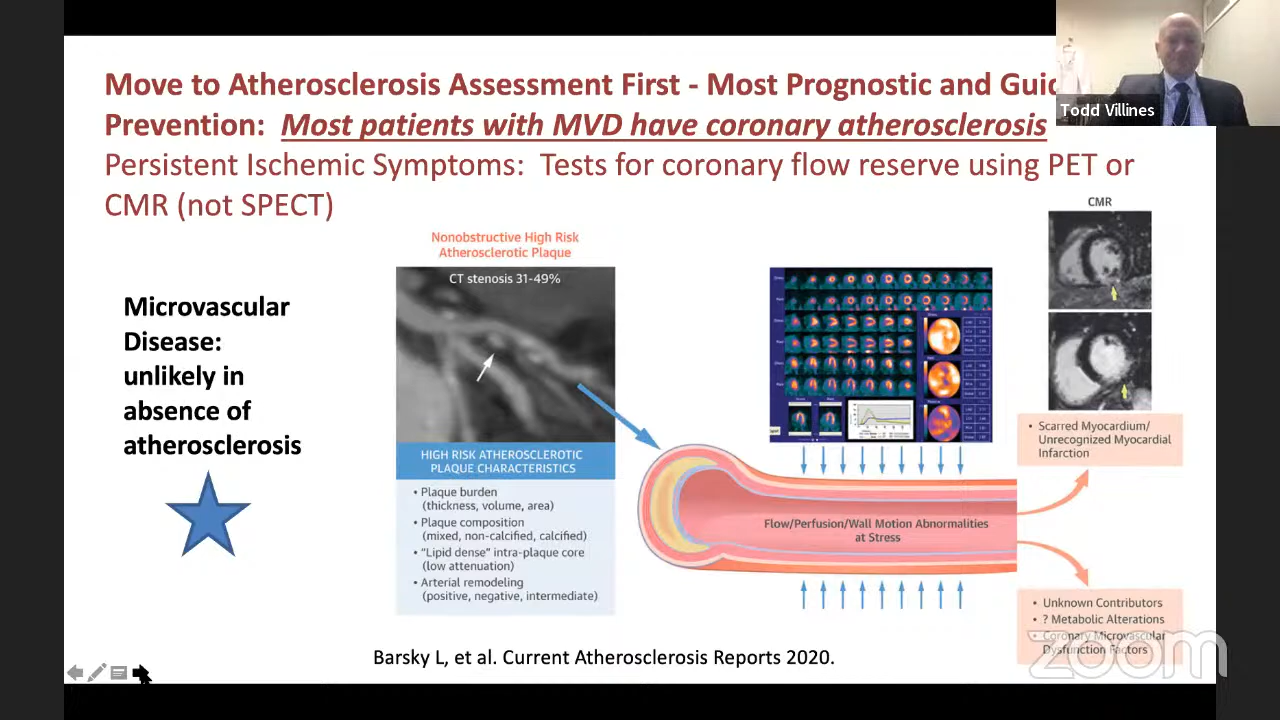 Move to Atherosclerosis Assessment First - Most Prognostic and Guid
Prevention: Most patients with MVD have coronary atherosclerosis
Persistent Ischemic Symptoms: Tests for coronary flow reserve using PET or
CMR (not SPECT)
Todd Villines
Microvascular
Disease:
unlikely in
absence of
atherosclerosis
Nonobstructive High Risk
Atherosclerotic Plaque
CT stenosis 31-49%
HIGH RISK ATHEROSCLEROTIC
PLAQUE CHARACTERISTICS
• Plaque burden
(thickness, volume, area)
• Plaque composition
(mixed, non-calcified, calcified)
• “Lipid dense” intra-plaque core
(low attenuation)
• Arterial remodeling
(positive, negative, intermediate)
Flow/Perfusion/Wall Motion Abnormalities
at Stress
CMR
• Scarred Myocardium/
Unrecognized Myocardial
Infarction
• Unknown Contributors
• ? Metabolic Alterations
• Coronary Microvascular
Dysfunction Factors
Barsky L, et al. Current Atherosclerosis Reports 2020.
zoom